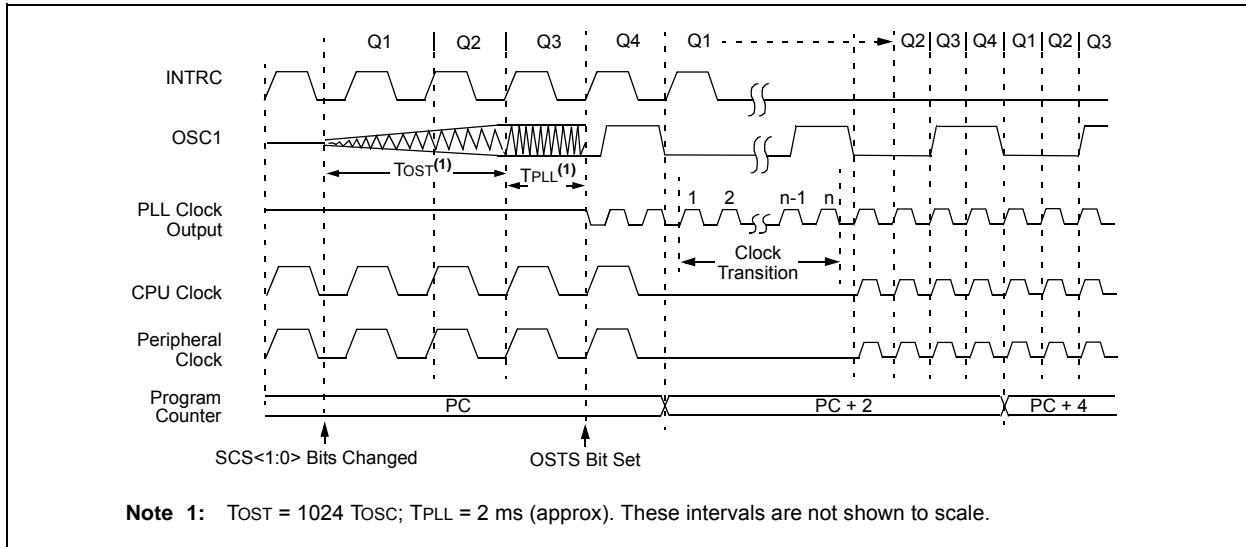 Q1 Q2 Q3 Q4 Q1 Q2 Q3 Q4 Q1 Q2 Q3
INTRC
OSC1
TOST(1) TPLL(1)
1 2 n-1 n
PLL Clock
Output
Clock
Transition
CPU Clock
Peripheral
Clock
Program
Counter
PC PC + 2 PC + 4
SCS<1:0> Bits Changed OSTS Bit Set
Note 1: TOST = 1024 TOSC; TPLL = 2 ms (approx). These intervals are not shown to scale.